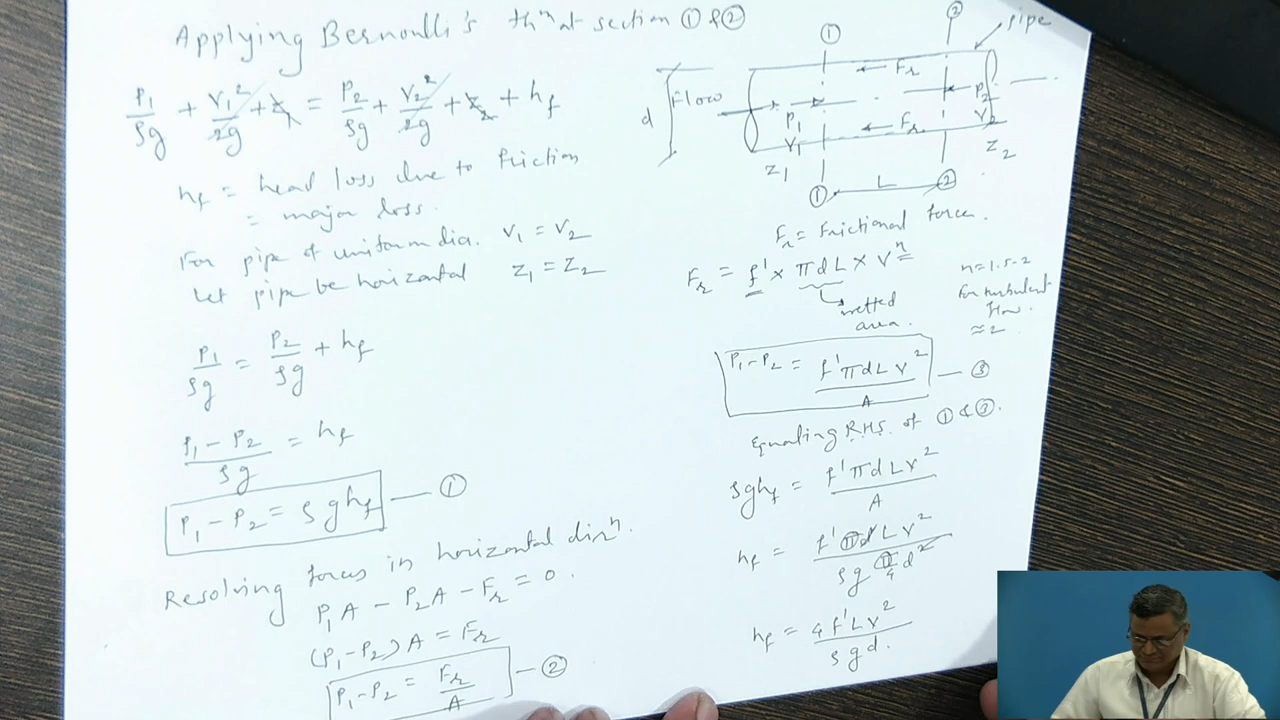 Applying Bernoulli's thⁿ at section ① & ②
P₁/ρg + V₁²/2g + Z₁ = P₂/ρg + V₂²/2g + Z₂ + hf
hf = head loss due to friction
= major loss.
For pipe of uniform dia. V₁ = V₂
Let pipe be horizontal Z₁ = Z₂
P₁/ρg = P₂/ρg + hf
P₁ - P₂/ρg = hf
P₁ - P₂ = ρghf — ①
Resolving forces in horizontal dirⁿ.
P₁A - P₂A - Fr = 0.
(P₁-P₂)A = Fr
P₁-P₂ = Fr/A — ②
① ② pipe
Fr
d Flow P₂
P₁ Fr V₂
V₁
Z₁ Z₂
① L ②
Fr = Frictional force.
Fr = f' × πdL × Vⁿ
wetted
area.
n=1.5-2
for turbulent
flow.
≈2
P₁-P₂ = f'πdLV²/A — ③
Equating RHS of ① & ③.
ρghf = f'πdLV²/A
hf = f'πdLV²/ρg π/4 d²
hf = 4f'LV²/ρgd.